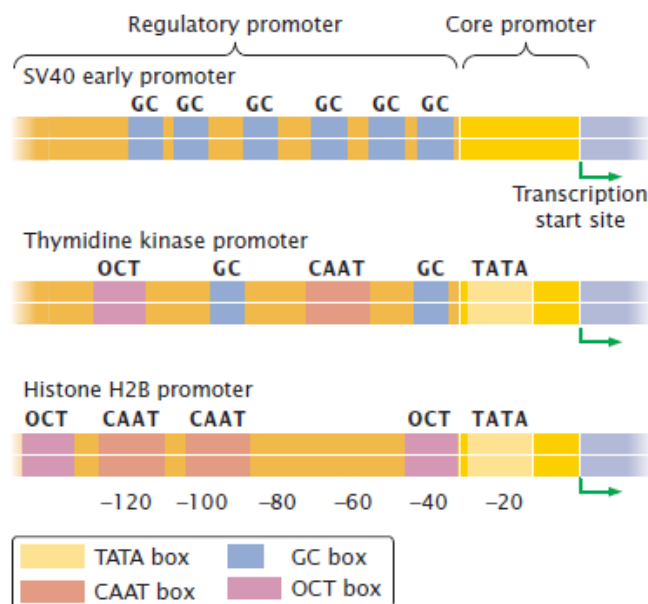 Regulatory promoter Core promoter
SV40 early promoter
GC GC GC GC GC GC
Transcription
start site
Thymidine kinase promoter
OCT GC CAAT GC TATA
Histone H2B promoter
OCT CAAT CAAT OCT TATA
–120 –100 –80 –60 –40 –20
TATA box GC box
CAAT box OCT box